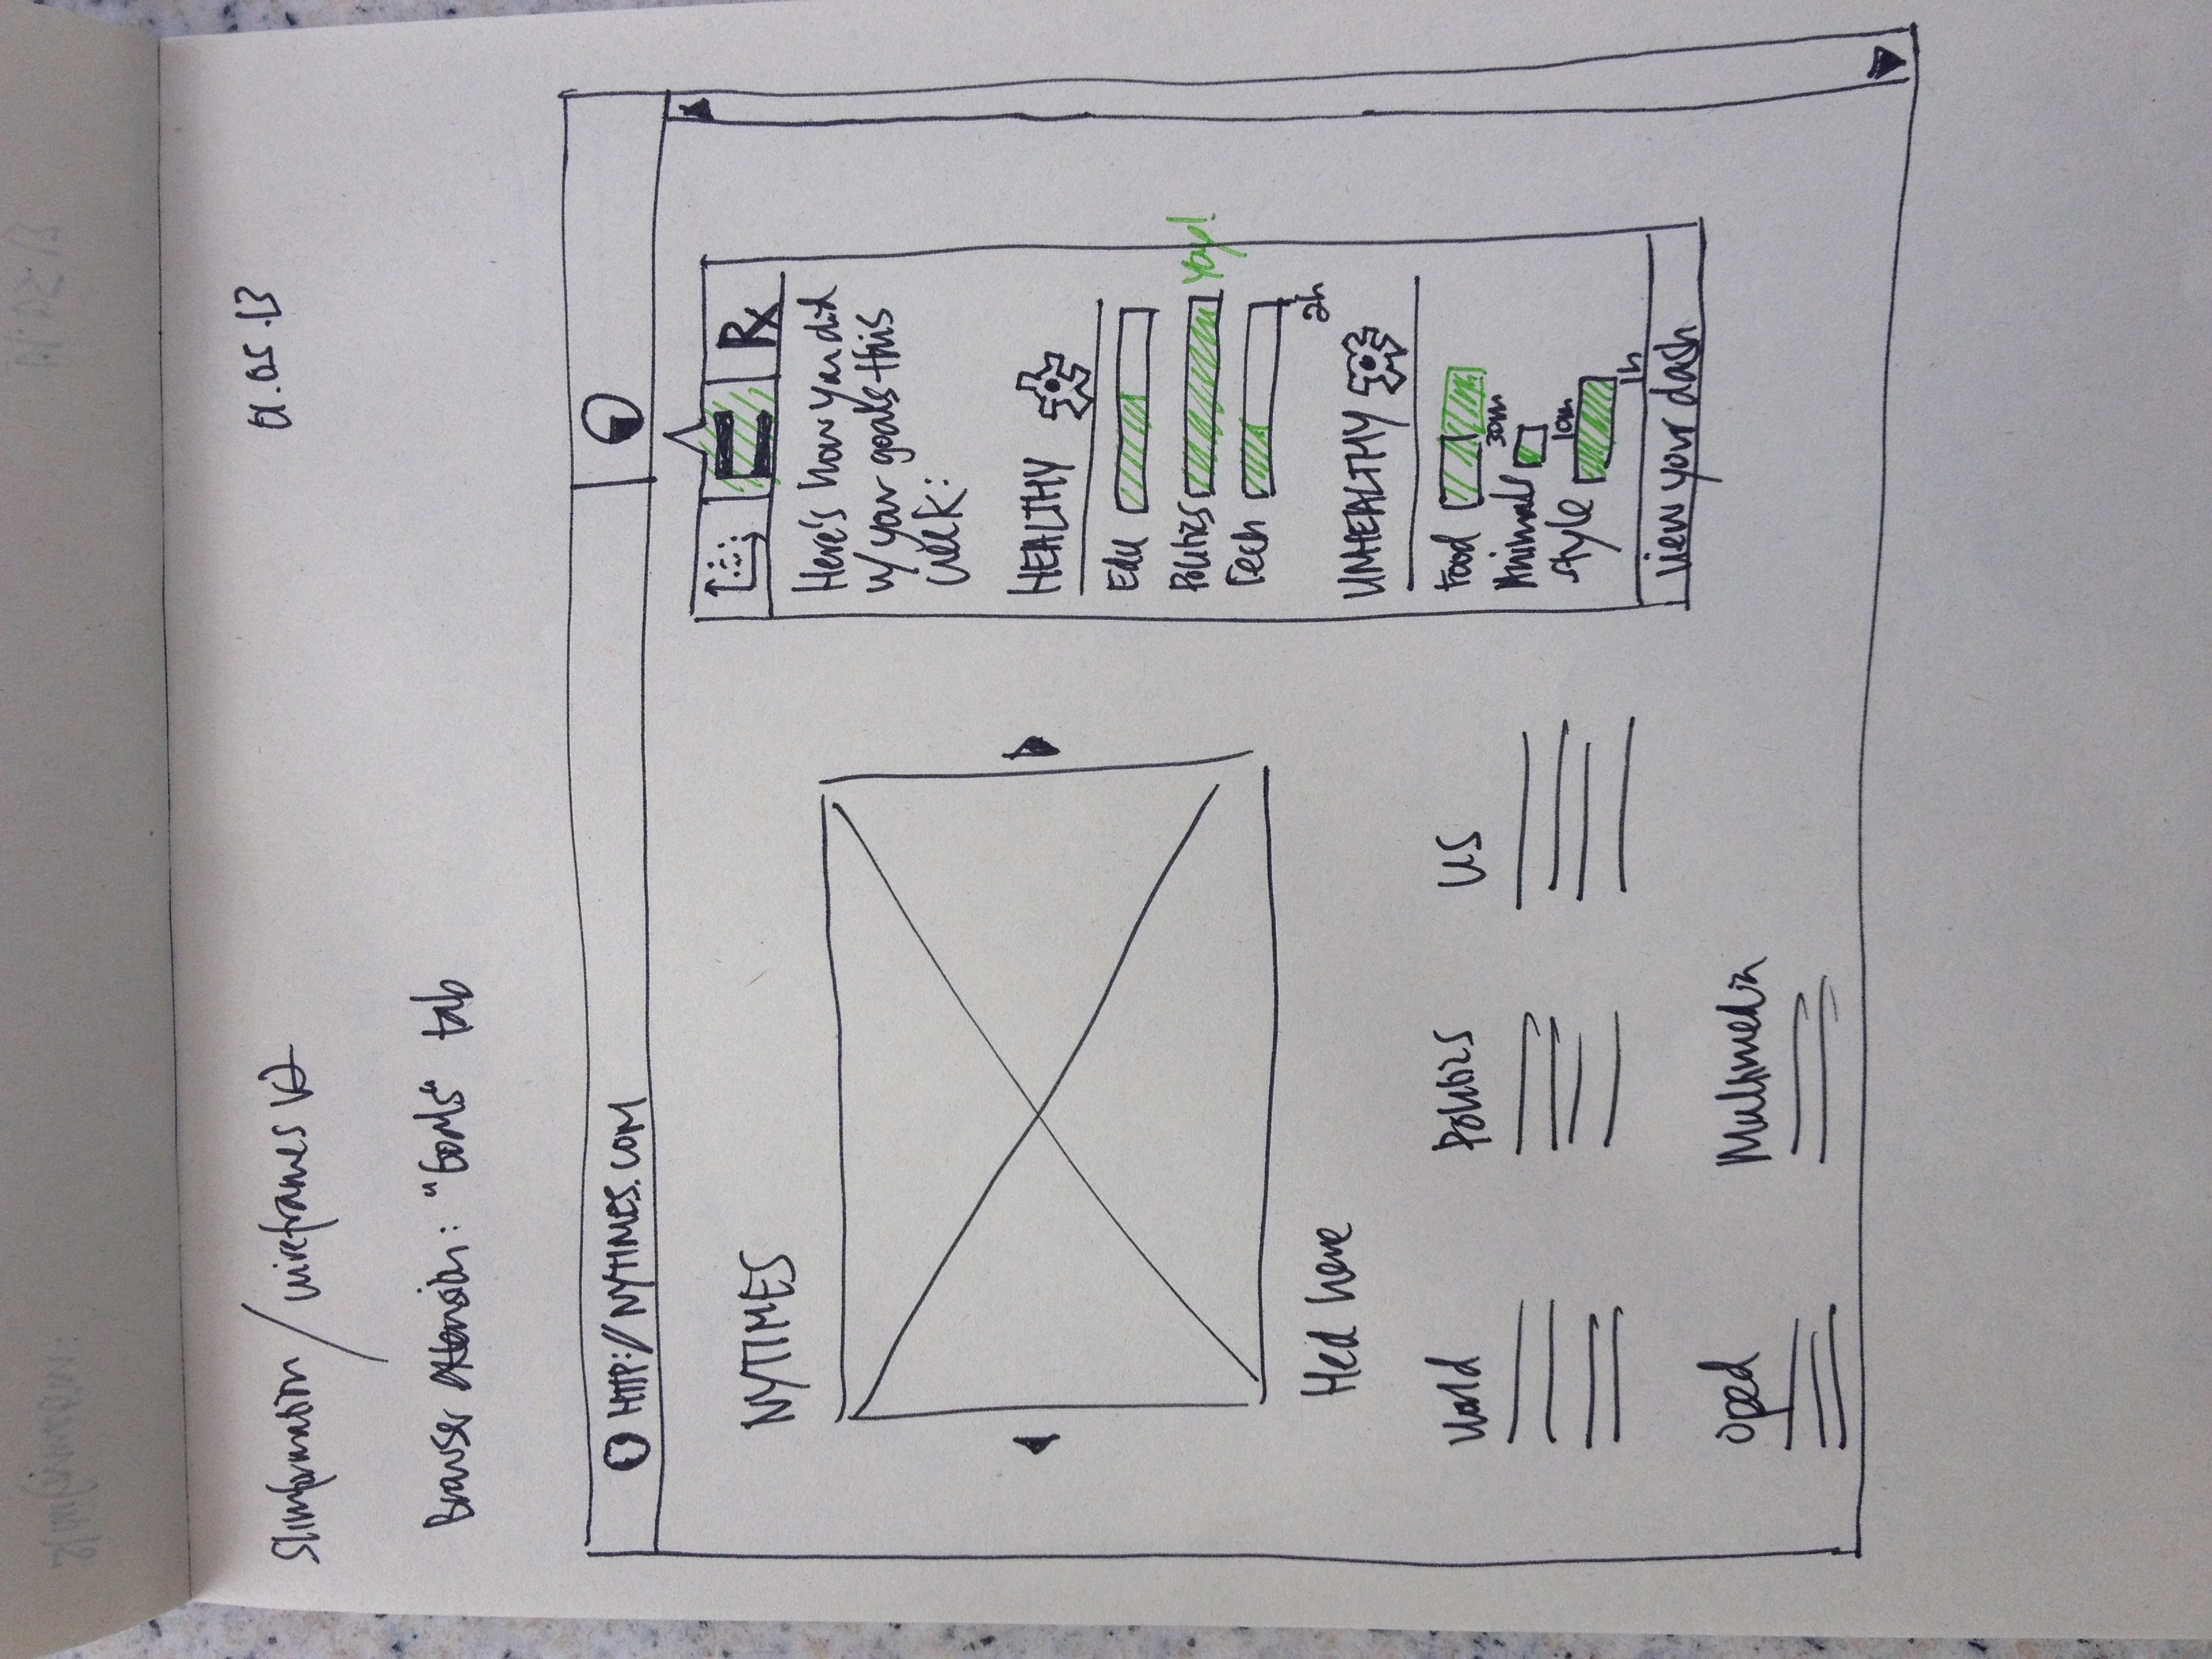 Slimformation / wireframes V2
01.05.13
Browser extension: "Goals" tab
HTTP://NYTIMES.COM
NYTIMES
Hed here
World
Politics
US
Oped
Multimedia
Rx
Here's how you did
w/ your goals this
week:
HEALTHY
Edu
Politics
Yay!
Tech
2h
UNHEALTHY
Food
30m
Animals
10m
Style
1h
View your dash